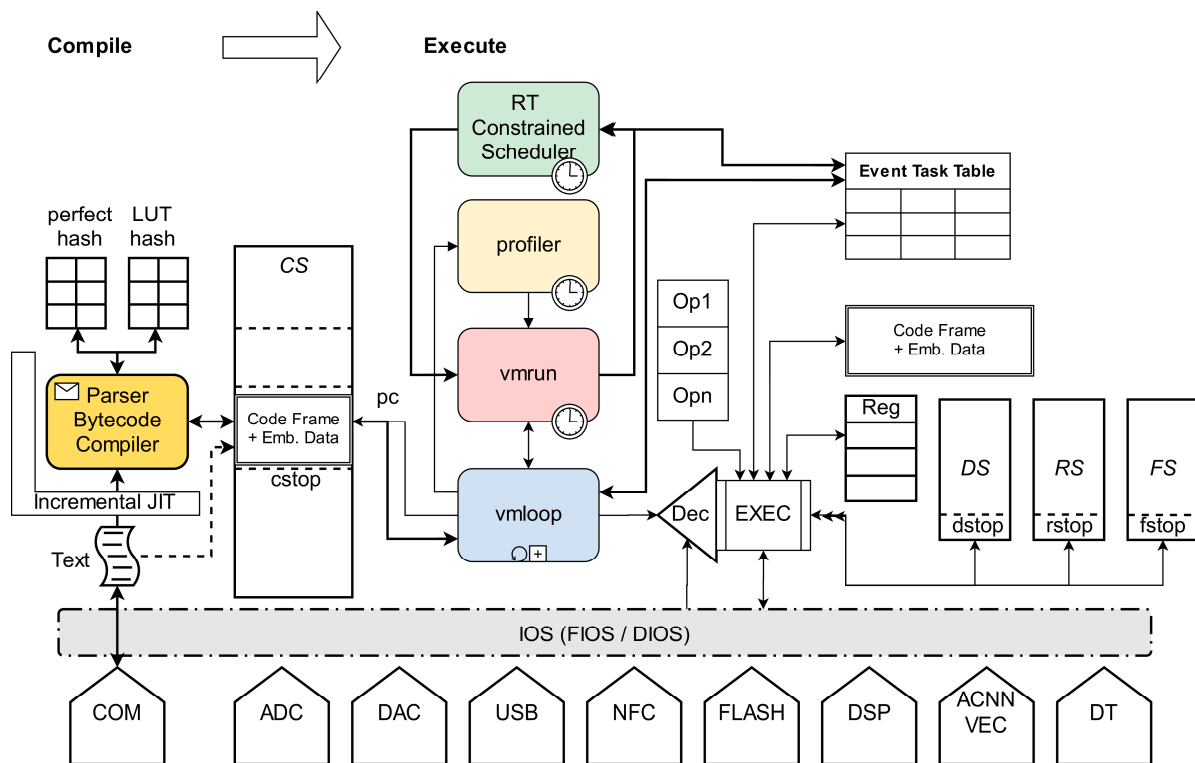 Compile
Execute
RT
Constrained
Scheduler
Event Task Table
perfect
hash
LUT
hash
CS
profiler
Op1
Op2
Opn
Code Frame
+ Emb. Data
Parser
Bytecode
Compiler
pc
vmrun
Code Frame
+ Emb. Data
cstop
Reg
DS
dstop
RS
rstop
FS
fstop
Incremental JIT
vmloop
Dec
EXEC
Text
IOS (FIOS / DIOS)
COM
ADC
DAC
USB
NFC
FLASH
DSP
ACNN
VEC
DT